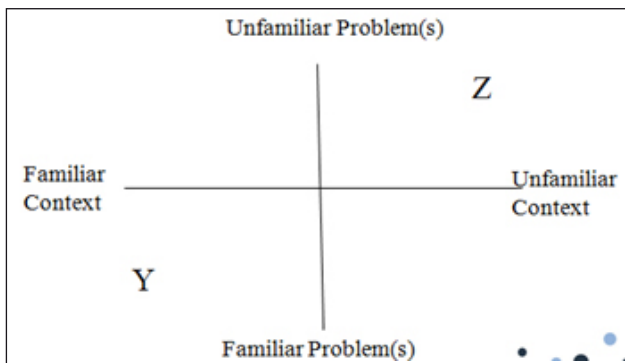 Unfamiliar Problem(s)
Z
Familiar
Context
Unfamiliar
Context
Y
Familiar Problem(s)